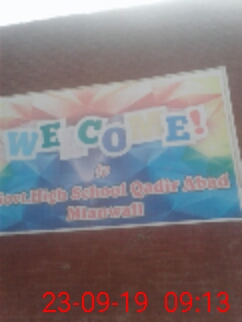 WELCOME!
to
Govt.High School Qadir Abad
Mianwali
23-09-19 09:13